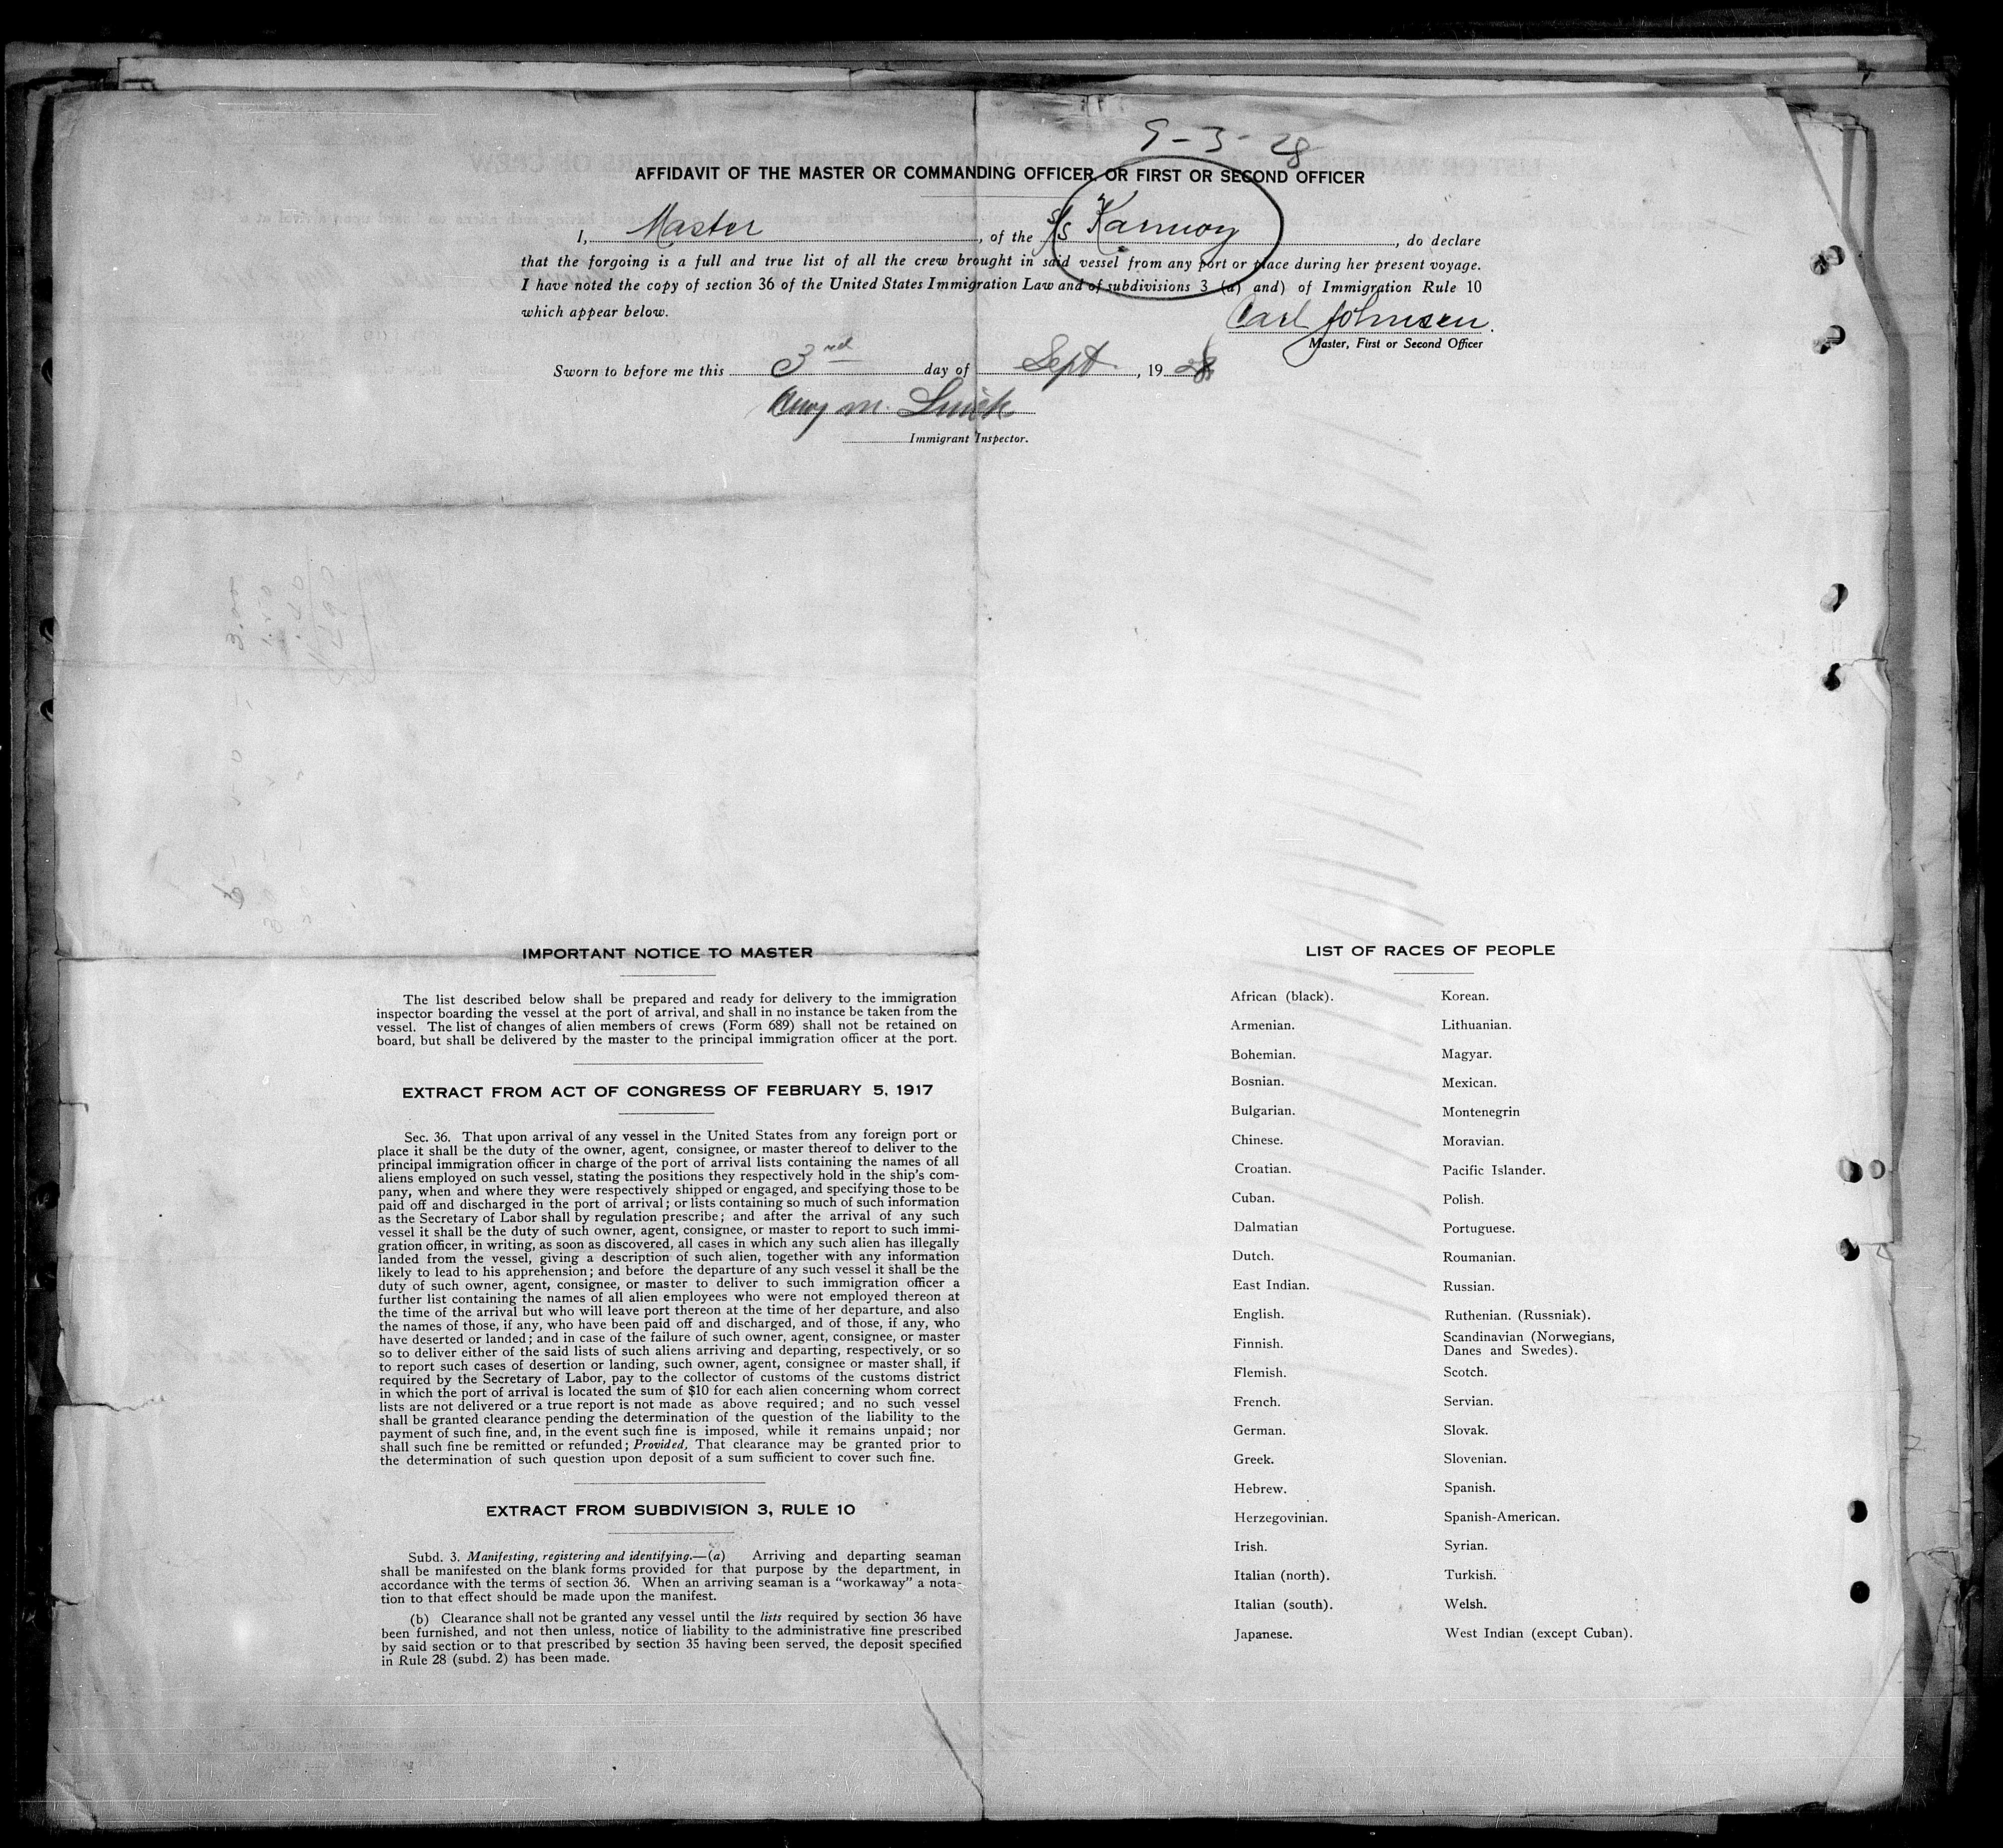 9-3-28
AFFIDAVIT OF THE MASTER OR COMMANDING OFFICER, OR FIRST OR SECOND OFFICER
I, Master, of the S/S Karmoy, do declare
that the forgoing is a full and true list of all the crew brought in said vessel from any port or place during her present voyage.
I have noted the copy of section 36 of the United States Immigration Law and of subdivisions 3 (a) and) of Immigration Rule 10
which appear below.
Carl Johnsen.
Master, First or Second Officer
Sworn to before me this 3rd day of Sept, 1928
m.
Immigrant Inspector.
IMPORTANT NOTICE TO MASTER
The list described below shall be prepared and ready for delivery to the immigration
inspector boarding the vessel at the port of arrival, and shall in no instance be taken from the
vessel. The list of changes of alien members of crews (Form 689) shall not be retained on
board, but shall be delivered by the master to the principal immigration officer at the port.
EXTRACT FROM ACT OF CONGRESS OF FEBRUARY 5, 1917
Sec. 36. That upon arrival of any vessel in the United States from any foreign port or
place it shall be the duty of the owner, agent, consignee, or master thereof to deliver to the
principal immigration officer in charge of the port of arrival lists containing the names of all
aliens employed on such vessel, stating the positions they respectively hold in the ship's com-
pany, when and where they were respectively shipped or engaged, and specifying those to be
paid off and discharged in the port of arrival; or lists containing so much of such information
as the Secretary of Labor shall by regulation prescribe; and after the arrival of any such
vessel it shall be the duty of such owner, agent, consignee, or master to report to such immi-
gration officer, in writing, as soon as discovered, all cases in which any such alien has illegally
landed from the vessel, giving a description of such alien, together with any information
likely to lead to his apprehension; and before the departure of any such vessel it shall be the
duty of such owner, agent, consignee, or master to deliver to such immigration officer a
further list containing the names of all alien employees who were not employed thereon at
the time of the arrival but who will leave port thereon at the time of her departure, and also
the names of those, if any, who have been paid off and discharged, and of those, if any, who
have deserted or landed; and in case of the failure of such owner, agent, consignee, or master
so to deliver either of the said lists of such aliens arriving and departing, respectively, or so
to report such cases of desertion or landing, such owner, agent, consignee or master shall, if
required by the Secretary of Labor, pay to the collector of customs of the customs district
in which the port of arrival is located the sum of $10 for each alien concerning whom correct
lists are not delivered or a true report is not made as above required; and no such vessel
shall be granted clearance pending the determination of the question of the liability to the
payment of such fine, and, in the event such fine is imposed, while it remains unpaid; nor
shall such fine be remitted or refunded; Provided, That clearance may be granted prior to
the determination of such question upon deposit of a sum sufficient to cover such fine.
EXTRACT FROM SUBDIVISION 3, RULE 10
Subd. 3. Manifesting, registering and identifying.—(a) Arriving and departing seaman
shall be manifested on the blank forms provided for that purpose by the department, in
accordance with the terms of section 36. When an arriving seaman is a "workaway" a nota-
tion to that effect should be made upon the manifest.
(b) Clearance shall not be granted any vessel until the lists required by section 36 have
been furnished, and not then unless, notice of liability to the administrative fine prescribed
by said section or to that prescribed by section 35 having been served, the deposit specified
in Rule 28 (subd. 2) has been made.
LIST OF RACES OF PEOPLE
African (black).
Armenian.
Bohemian.
Bosnian.
Bulgarian.
Chinese.
Croatian.
Cuban.
Dalmatian
Dutch.
East Indian.
English.
Finnish.
Flemish.
French.
German.
Greek.
Hebrew.
Herzegovinian.
Irish.
Italian (north).
Italian (south).
Japanese.
Korean.
Lithuanian.
Magyar.
Mexican.
Montenegrin
Moravian.
Pacific Islander.
Polish.
Portuguese.
Roumanian.
Russian.
Ruthenian. (Russniak).
Scandinavian (Norwegians,
Danes and Swedes).
Scotch.
Servian.
Slovak.
Slovenian.
Spanish.
Spanish-American.
Syrian.
Turkish.
Welsh.
West Indian (except Cuban).